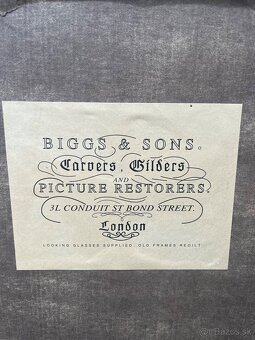 BIGGS & SONS.
Carvers, Gilders
AND
PICTURE RESTORERS.
3L CONDUIT ST BOND STREET.
London
LOOKING GLASSES SUPPLIED...OLD FRAMES REGILT
bazos.sk